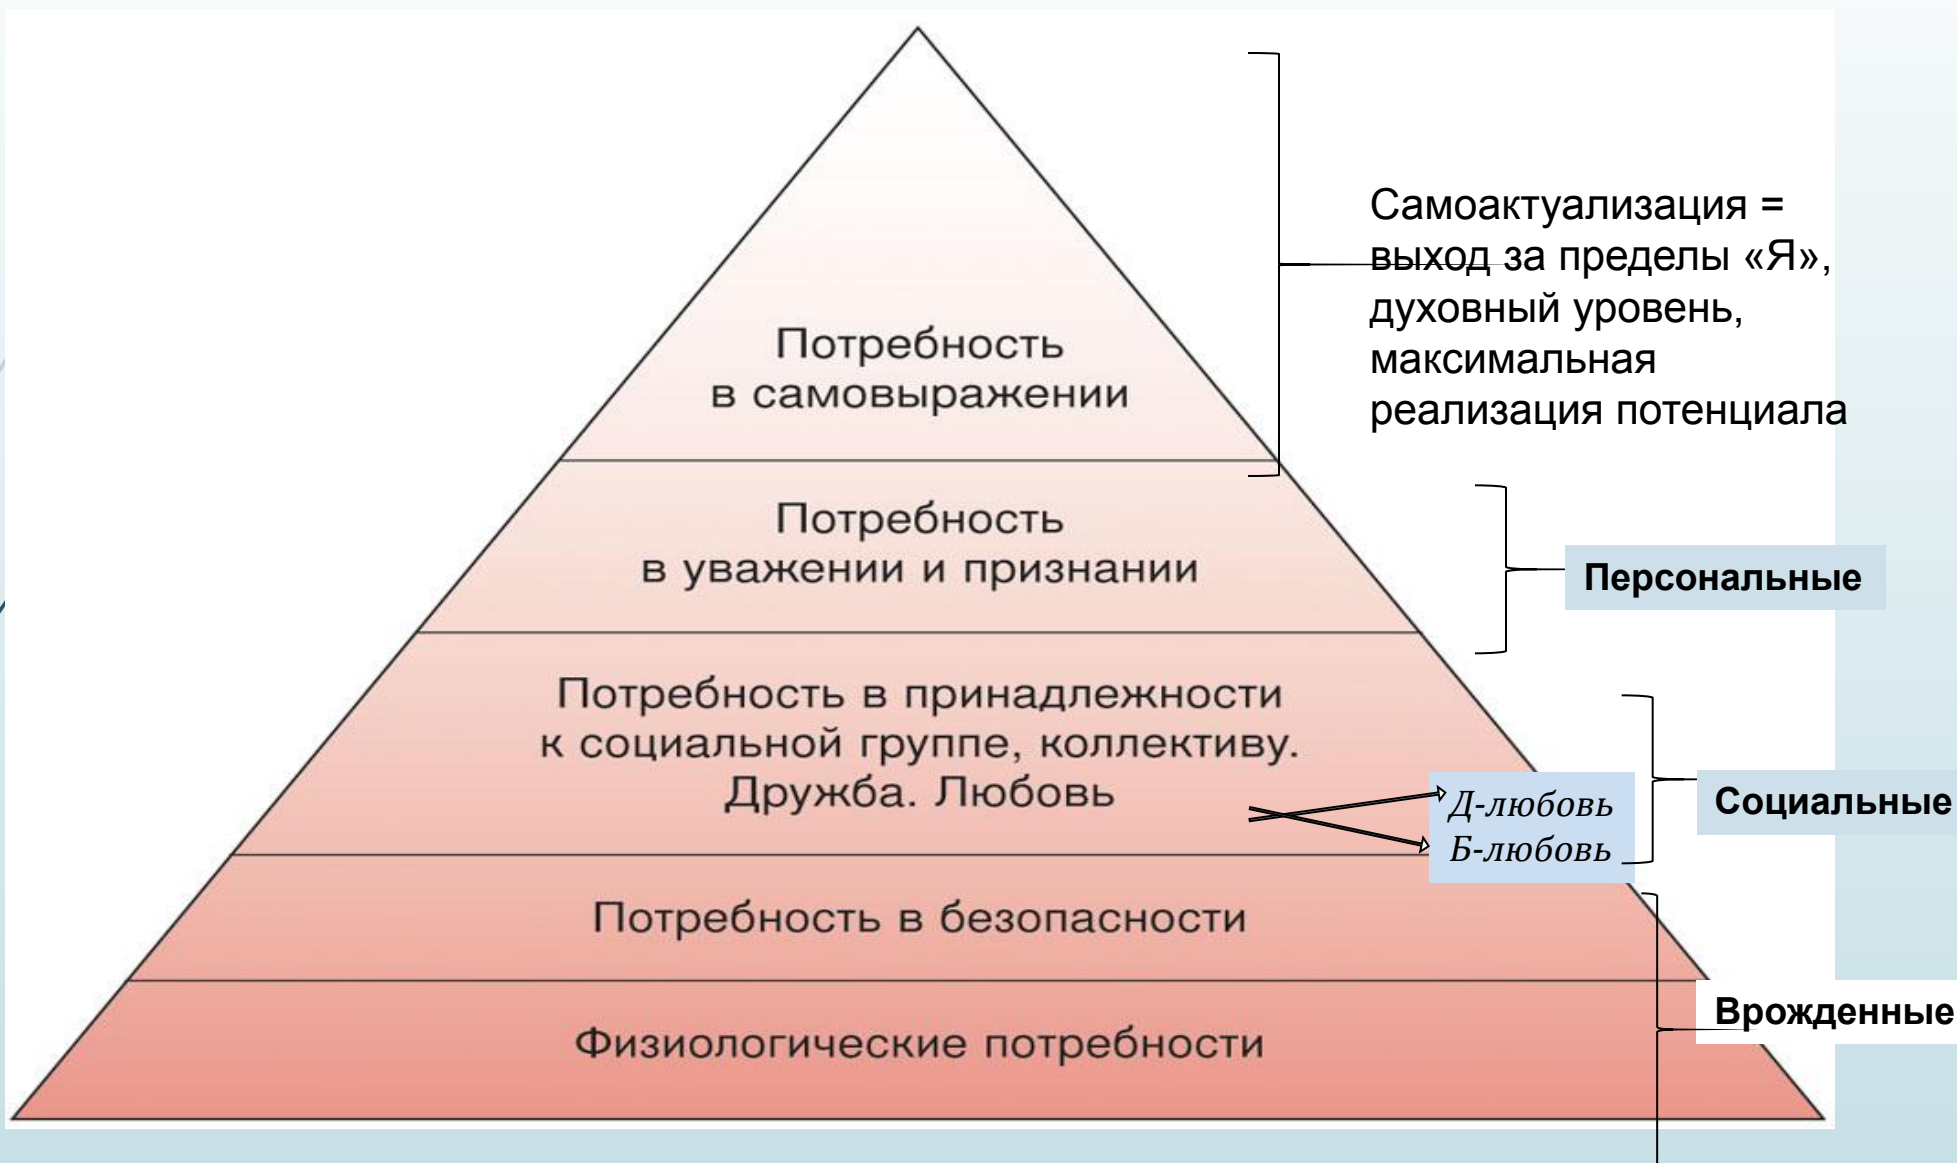 Потребность
в самовыражении
Самоактуализация =
выход за пределы «Я»,
духовный уровень,
максимальная
реализация потенциала
Потребность
в уважении и признании
Персональные
Потребность в принадлежности
к социальной группе, коллективу.
Дружба. Любовь
Д-любовь
Б-любовь
Социальные
Потребность в безопасности
Физиологические потребности
Врожденные